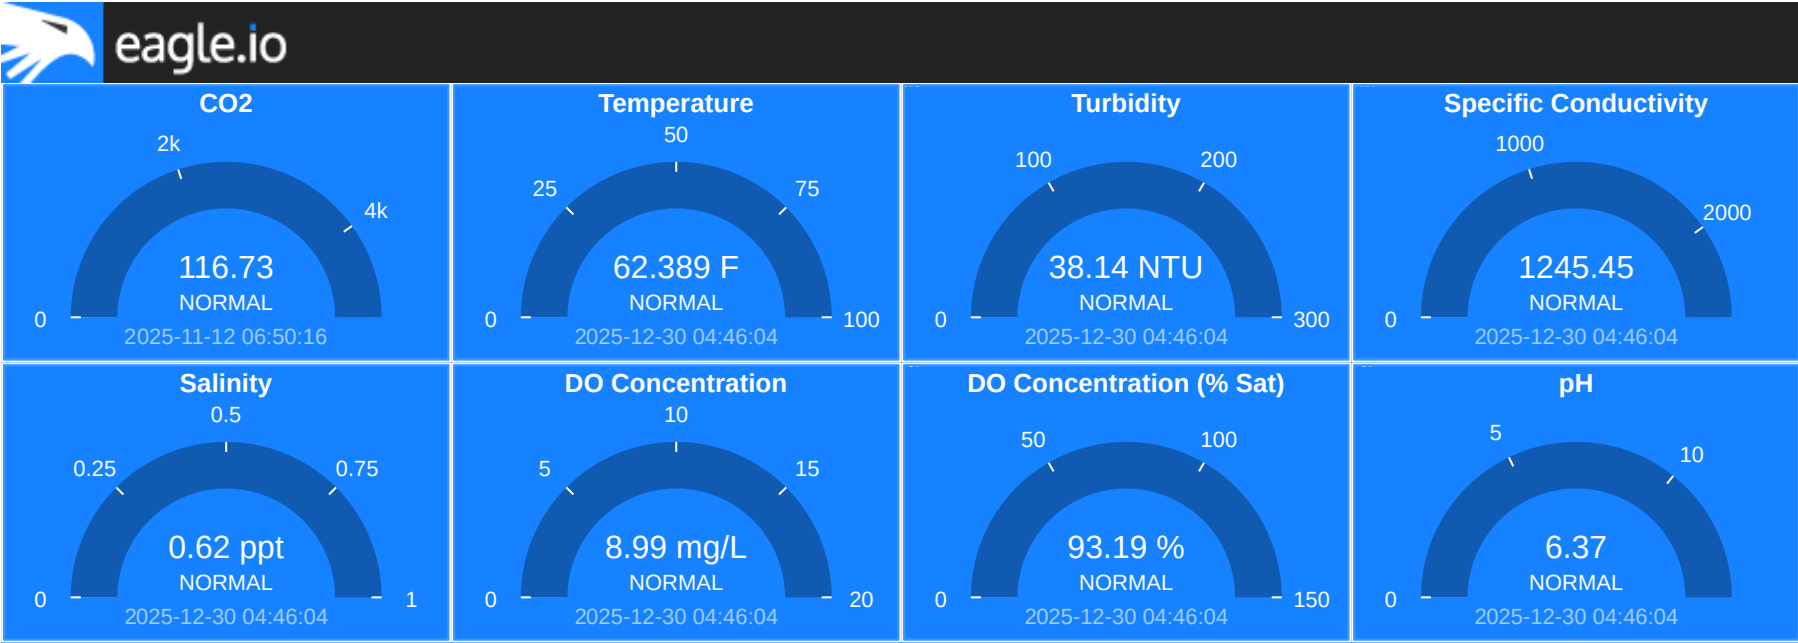 eagle.io
CO2
2k
4k
116.73
NORMAL
0
2025-11-12 06:50:16
Temperature
50
25
75
62.389 F
NORMAL
0
100
2025-12-30 04:46:04
Turbidity
100
200
38.14 NTU
NORMAL
0
300
2025-12-30 04:46:04
Specific Conductivity
1000
2000
1245.45
NORMAL
0
2025-12-30 04:46:04
Salinity
0.5
0.25
0.75
0.62 ppt
NORMAL
0
1
2025-12-30 04:46:04
DO Concentration
10
5
15
8.99 mg/L
NORMAL
0
20
2025-12-30 04:46:04
DO Concentration (% Sat)
50
100
93.19 %
NORMAL
0
150
2025-12-30 04:46:04
pH
5
10
6.37
NORMAL
0
2025-12-30 04:46:04